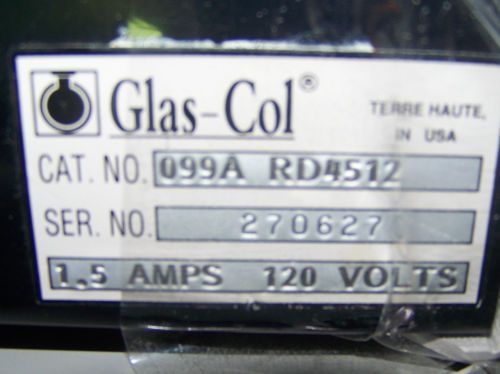 Glas-Col®
TERRE HAUTE,
IN USA
CAT. NO. 099A RD4512
SER. NO. 270627
1.5 AMPS 120 VOLTS